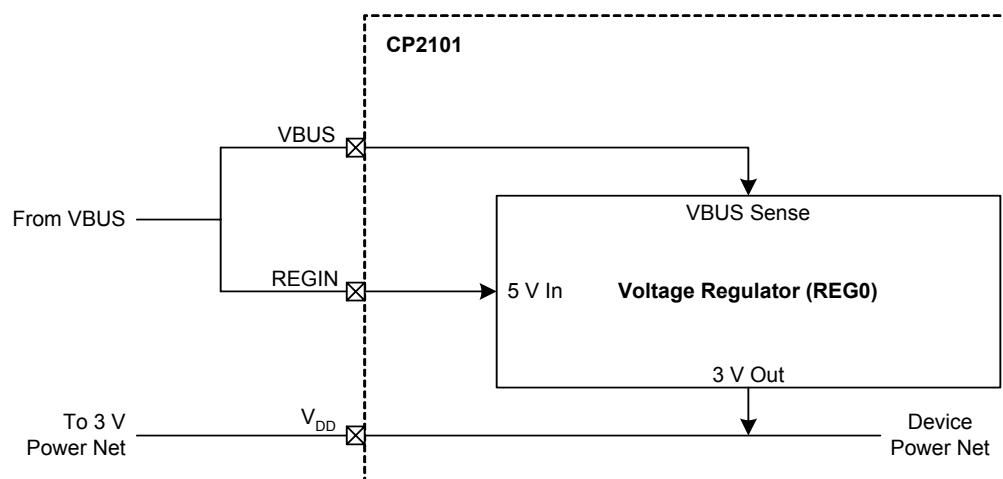 CP2101
VBUS
From VBUS
VBUS Sense
REGIN
5 V In
Voltage Regulator (REG0)
3 V Out
To 3 V
Power Net
VDD
Device
Power Net